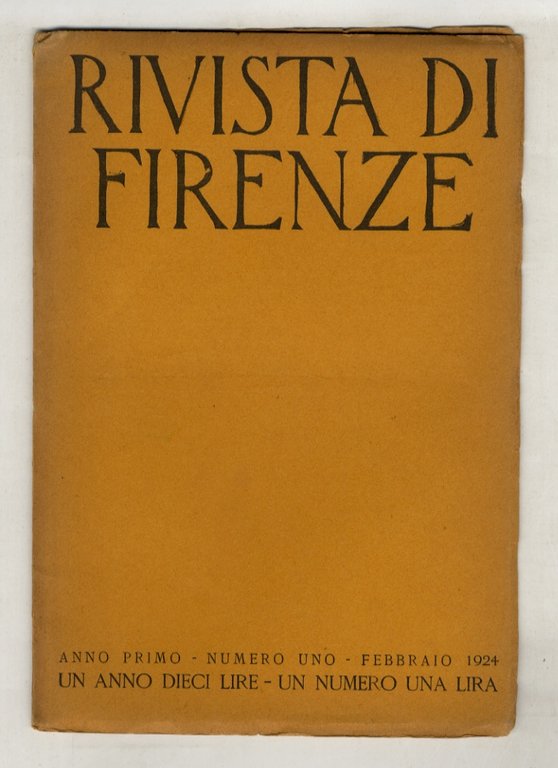 RIVISTA DI
FIRENZE
ANNO PRIMO - NUMERO UNO - FEBBRAIO 1924
UN ANNO DIECI LIRE - UN NUMERO UNA LIRA